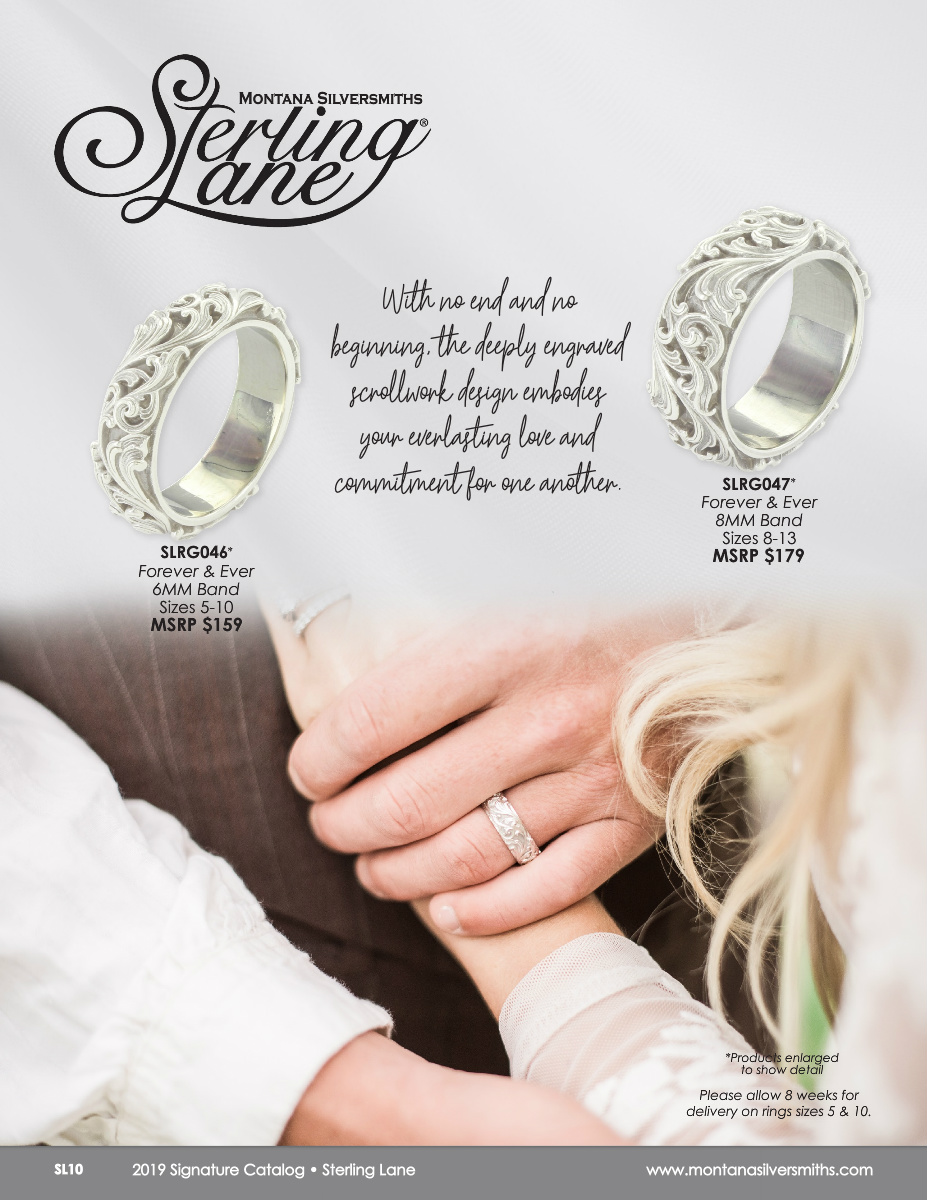 Montana Silversmiths
Sterling®
Lane
With no end and no
beginning, the deeply engraved
scrollwork design embodies
your everlasting love and
commitment for one another.
SLRG046*
Forever & Ever
6MM Band
Sizes 5-10
MSRP $159
SLRG047*
Forever & Ever
8MM Band
Sizes 8-13
MSRP $179
*Products enlarged
to show detail
Please allow 8 weeks for
delivery on rings sizes 5 & 10.
SL10 2019 Signature Catalog • Sterling Lane www.montanasilversmiths.com